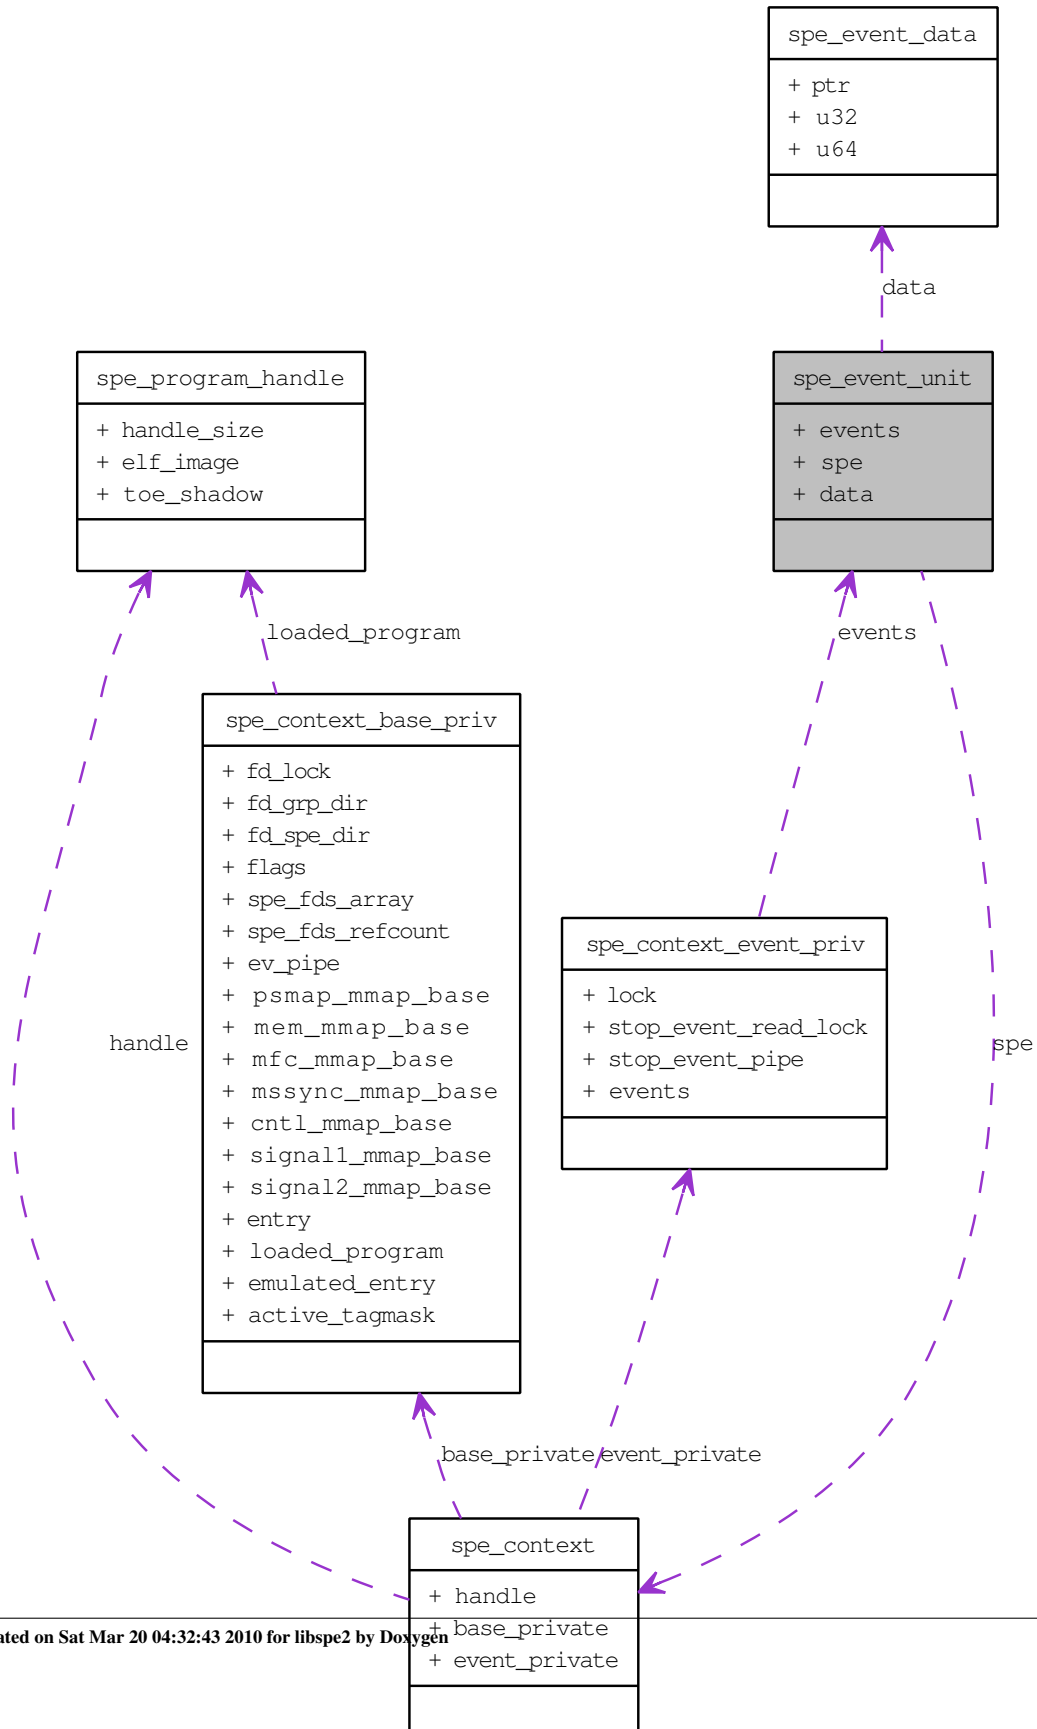 spe_event_data
+ ptr
+ u32
+ u64
data
spe_program_handle
+ handle_size
+ elf_image
+ toe_shadow
spe_event_unit
+ events
+ spe
+ data
loaded_program
events
spe_context_base_priv
+ fd_lock
+ fd_grp_dir
+ fd_spe_dir
+ flags
+ spe_fds_array
+ spe_fds_refcount
+ ev_pipe
+ psmap_mmap_base
+ mem_mmap_base
+ mfc_mmap_base
+ mssync_mmap_base
+ cntl_mmap_base
+ signal1_mmap_base
+ signal2_mmap_base
+ entry
+ loaded_program
+ emulated_entry
+ active_tagmask
spe_context_event_priv
+ lock
+ stop_event_read_lock
+ stop_event_pipe
+ events
handle
spe
base_private
event_private
spe_context
+ handle
+ base_private
+ event_private
ated on Sat Mar 20 04:32:43 2010 for libspe2 by Doxygen